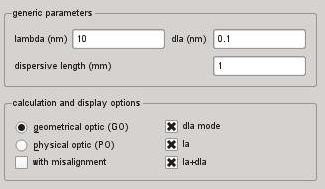 generic parameters
lambda (nm) 10 dla (nm) 0.1
dispersive length (mm) 1
calculation and display options
geometrical optic (GO) dla mode
physical optic (PO) la
with misalignment la+dla